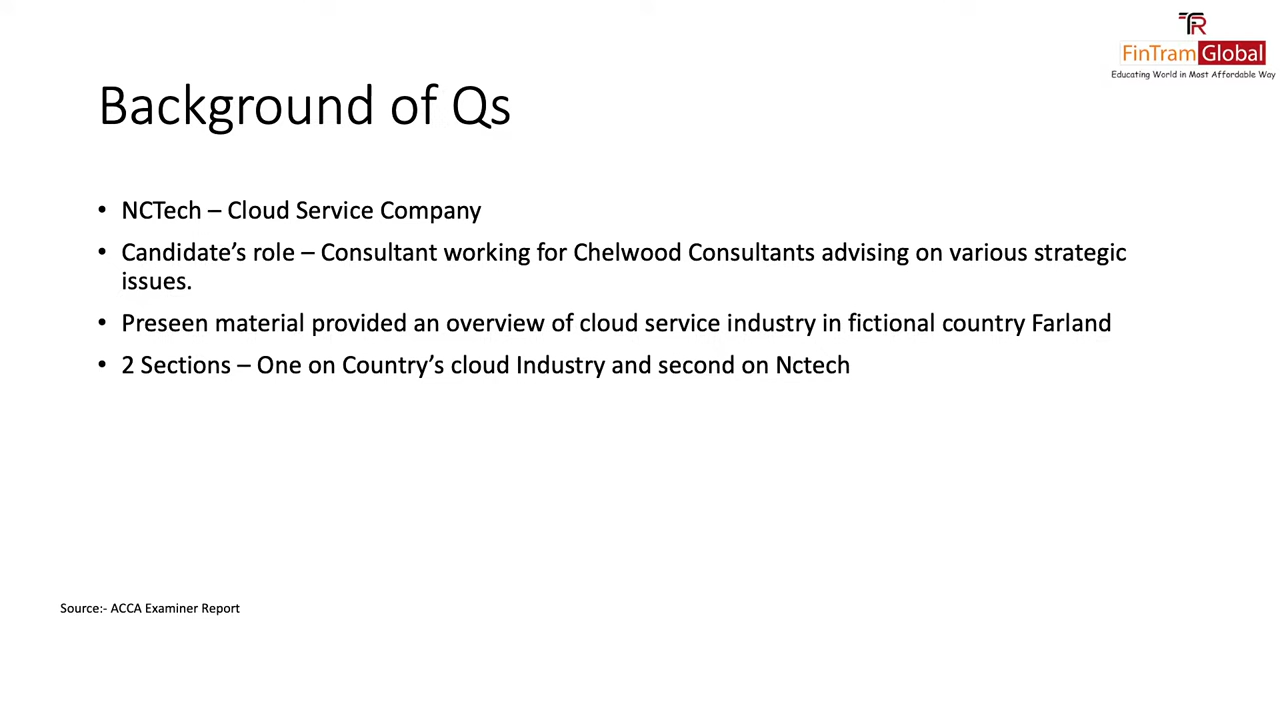 FinTram Global
Educating World in Most Affordable Way
Background of Qs
• NCTech – Cloud Service Company
• Candidate's role – Consultant working for Chelwood Consultants advising on various strategic
issues.
• Preseen material provided an overview of cloud service industry in fictional country Farland
• 2 Sections – One on Country's cloud Industry and second on Nctech
Source:- ACCA Examiner Report